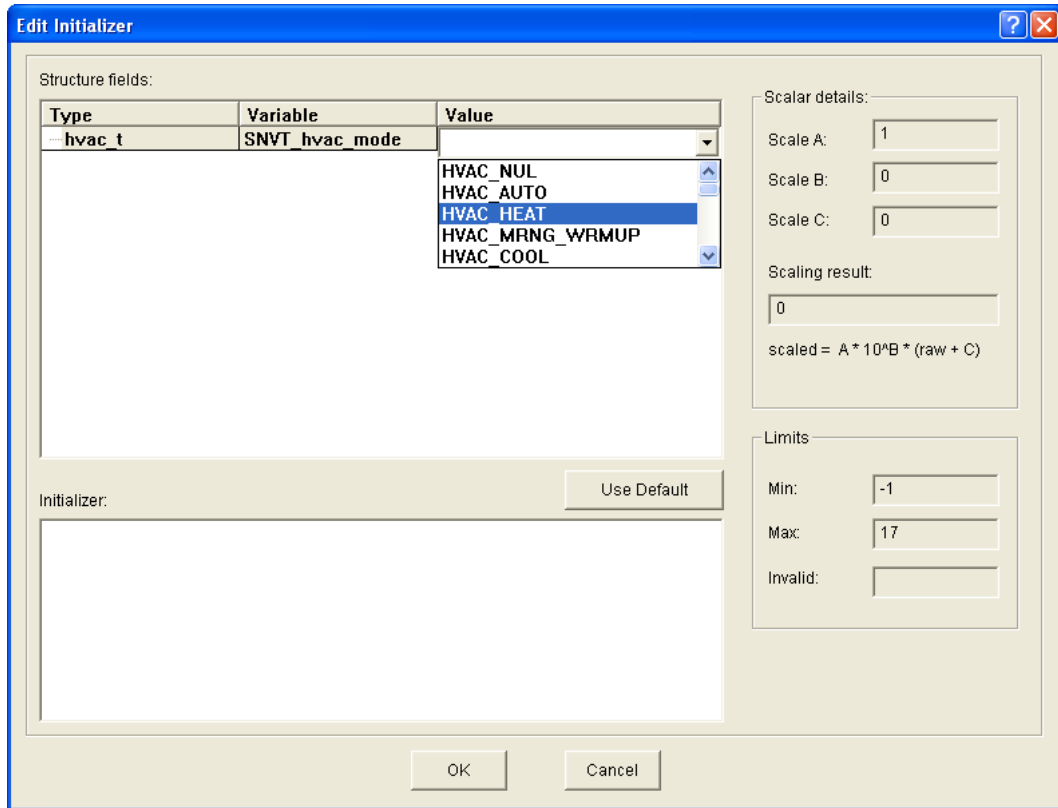 Edit Initializer
Structure fields:
Type Variable Value
hvac_t SNVT_hvac_mode
HVAC_NUL
HVAC_AUTO
HVAC_HEAT
HVAC_MRNG_WRMUP
HVAC_COOL
Use Default
Initializer:
Scalar details:
Scale A: 1
Scale B: 0
Scale C: 0
Scaling result:
0
scaled = A * 10^B * (raw + C)
Limits
Min: -1
Max: 17
Invalid:
OK Cancel